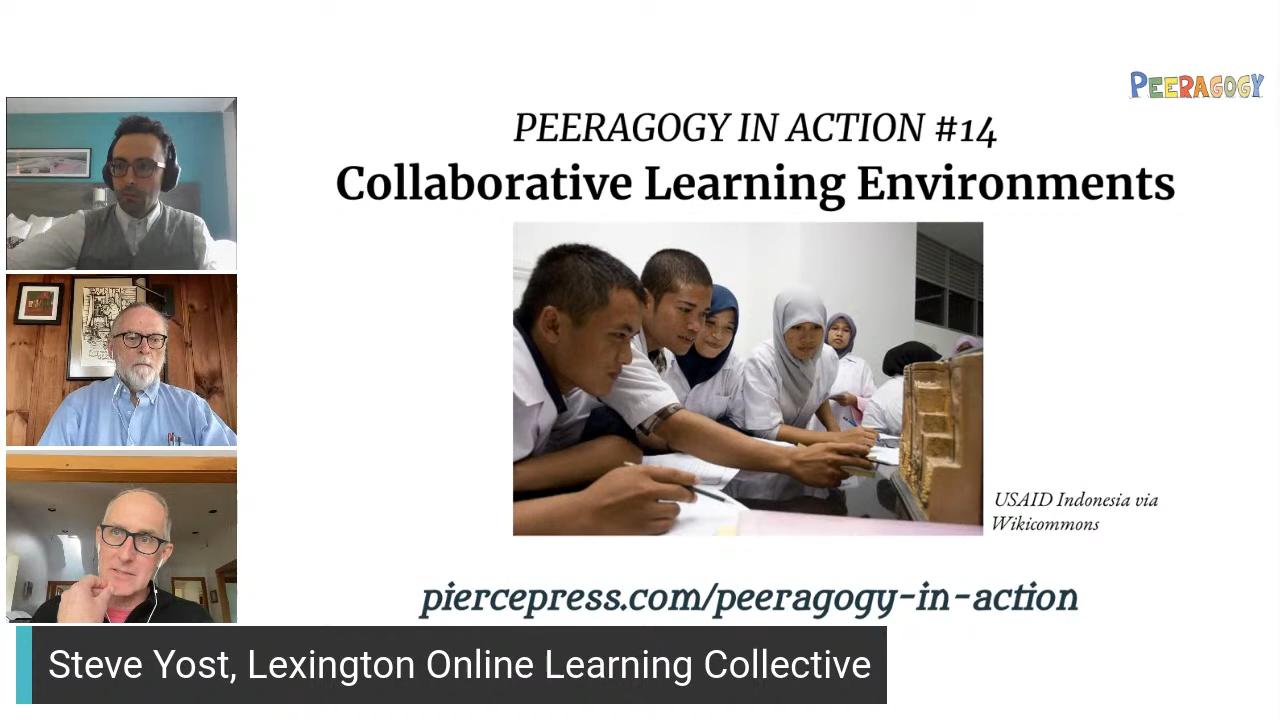 PEERAGOGY
PEERAGOGY IN ACTION #14
Collaborative Learning Environments
USAID Indonesia via
Wikicommons
piercepress.com/peeragogy-in-action
Steve Yost, Lexington Online Learning Collective